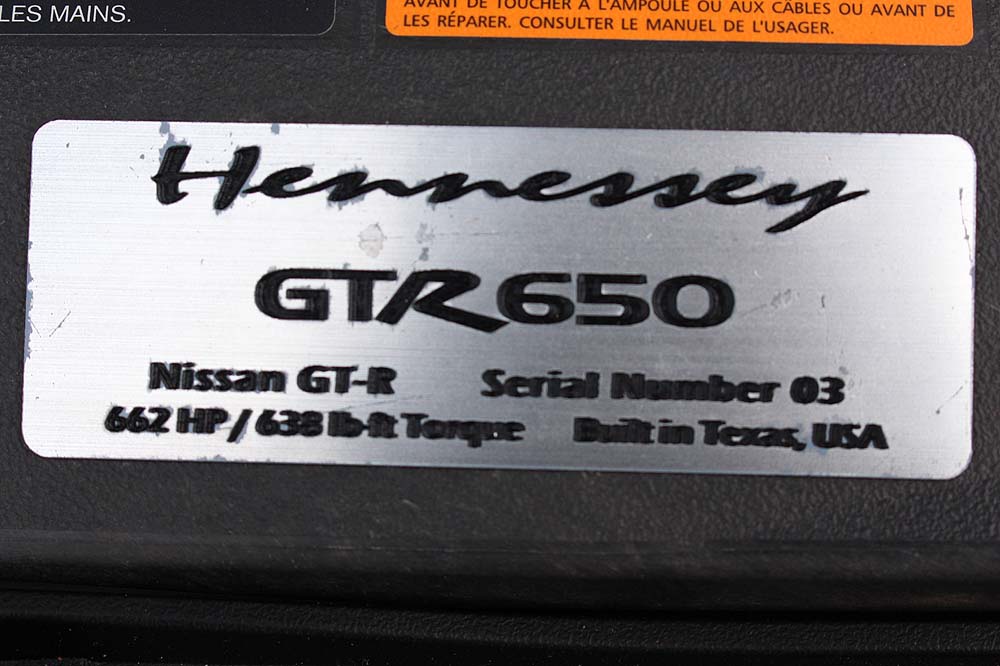 LES MAINS.
AVANT DE TOUCHER À L'AMPOULE OU AUX CÂBLES OU AVANT DE
LES RÉPARER. CONSULTER LE MANUEL DE L'USAGER.
Hennessey
GTR650
Nissan GT-R Serial Number 03
662 HP / 638 lb-ft Torque Built in Texas, USA